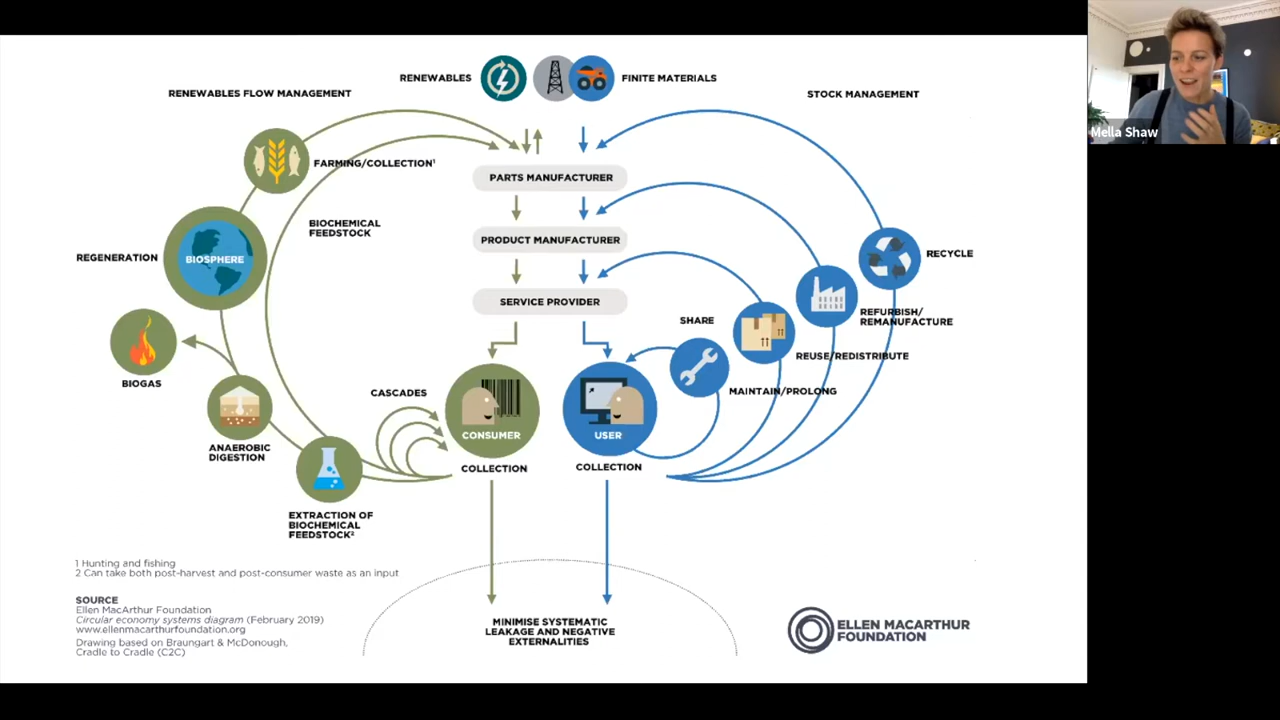 RENEWABLES
FINITE MATERIALS
RENEWABLES FLOW MANAGEMENT
STOCK MANAGEMENT
Mella Shaw
FARMING/COLLECTION¹
PARTS MANUFACTURER
BIOCHEMICAL
FEEDSTOCK
PRODUCT MANUFACTURER
REGENERATION
BIOSPHERE
RECYCLE
SERVICE PROVIDER
SHARE
REFURBISH/
REMANUFACTURE
REUSE/REDISTRIBUTE
BIOGAS
CASCADES
MAINTAIN/PROLONG
CONSUMER
USER
ANAEROBIC
DIGESTION
COLLECTION
COLLECTION
EXTRACTION OF
BIOCHEMICAL
FEEDSTOCK²
1 Hunting and fishing
2 Can take both post-harvest and post-consumer waste as an input
SOURCE
Ellen MacArthur Foundation
Circular economy systems diagram (February 2019)
www.ellenmacarthurfoundation.org
Drawing based on Braungart & McDonough,
Cradle to Cradle (C2C)
MINIMISE SYSTEMATIC
LEAKAGE AND NEGATIVE
EXTERNALITIES
ELLEN MACARTHUR
FOUNDATION